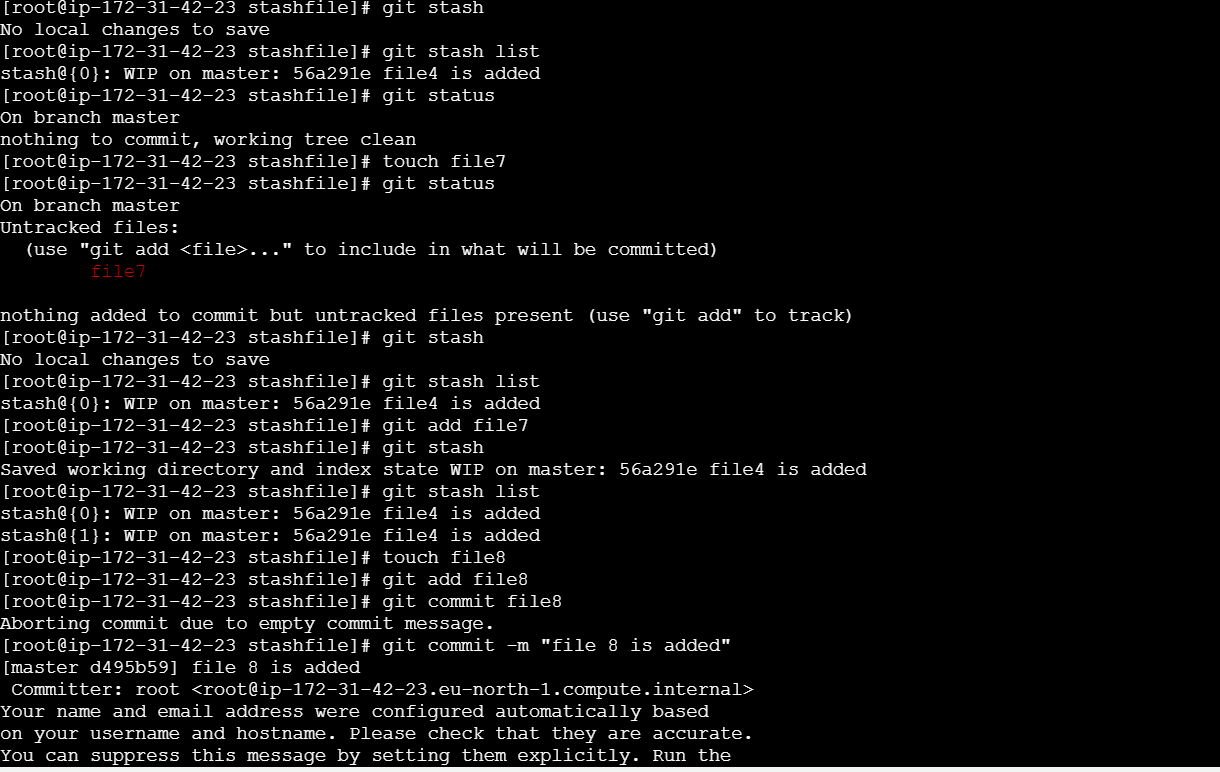 [root@ip-172-31-42-23 stashfile]# git stash
No local changes to save
[root@ip-172-31-42-23 stashfile]# git stash list
stash@{0}: WIP on master: 56a291e file4 is added
[root@ip-172-31-42-23 stashfile]# git status
On branch master
nothing to commit, working tree clean
[root@ip-172-31-42-23 stashfile]# touch file7
[root@ip-172-31-42-23 stashfile]# git status
On branch master
Untracked files:
  (use "git add <file>..." to include in what will be committed)
        file7

nothing added to commit but untracked files present (use "git add" to track)
[root@ip-172-31-42-23 stashfile]# git stash
No local changes to save
[root@ip-172-31-42-23 stashfile]# git stash list
stash@{0}: WIP on master: 56a291e file4 is added
[root@ip-172-31-42-23 stashfile]# git add file7
[root@ip-172-31-42-23 stashfile]# git stash
Saved working directory and index state WIP on master: 56a291e file4 is added
[root@ip-172-31-42-23 stashfile]# git stash list
stash@{0}: WIP on master: 56a291e file4 is added
stash@{1}: WIP on master: 56a291e file4 is added
[root@ip-172-31-42-23 stashfile]# touch file8
[root@ip-172-31-42-23 stashfile]# git add file8
[root@ip-172-31-42-23 stashfile]# git commit file8
Aborting commit due to empty commit message.
[root@ip-172-31-42-23 stashfile]# git commit -m "file 8 is added"
[master d495b59] file 8 is added
 Committer: root <root@ip-172-31-42-23.eu-north-1.compute.internal>
Your name and email address were configured automatically based
on your username and hostname. Please check that they are accurate.
You can suppress this message by setting them explicitly. Run the